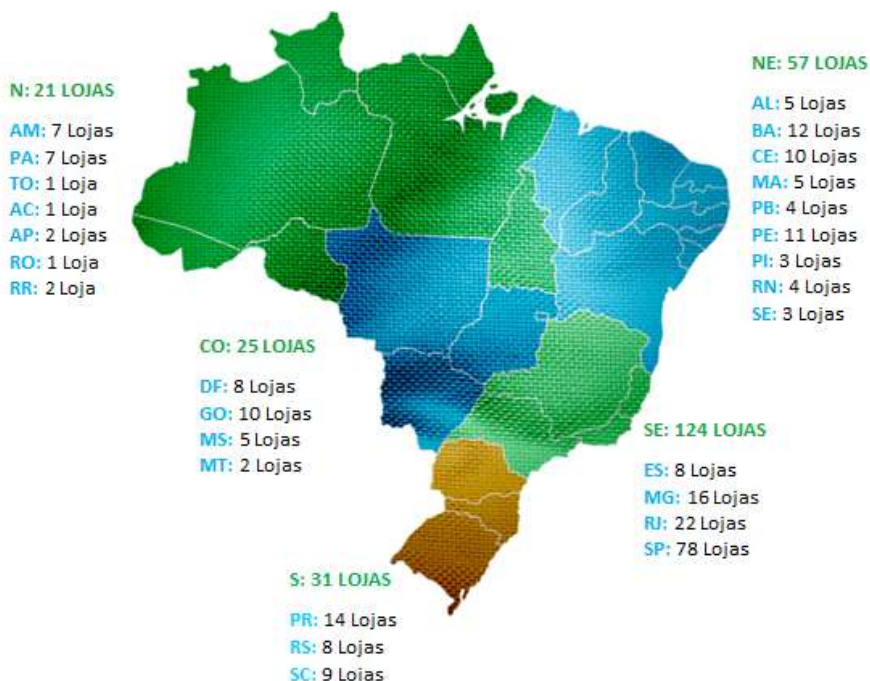 N: 21 LOJAS
AM: 7 Lojas
PA: 7 Lojas
TO: 1 Loja
AC: 1 Loja
AP: 2 Lojas
RO: 1 Loja
RR: 2 Loja
NE: 57 LOJAS
AL: 5 Lojas
BA: 12 Lojas
CE: 10 Lojas
MA: 5 Lojas
PB: 4 Lojas
PE: 11 Lojas
PI: 3 Lojas
RN: 4 Lojas
SE: 3 Lojas
CO: 25 LOJAS
DF: 8 Lojas
GO: 10 Lojas
MS: 5 Lojas
MT: 2 Lojas
SE: 124 LOJAS
ES: 8 Lojas
MG: 16 Lojas
RJ: 22 Lojas
SP: 78 Lojas
S: 31 LOJAS
PR: 14 Lojas
RS: 8 Lojas
SC: 9 Lojas